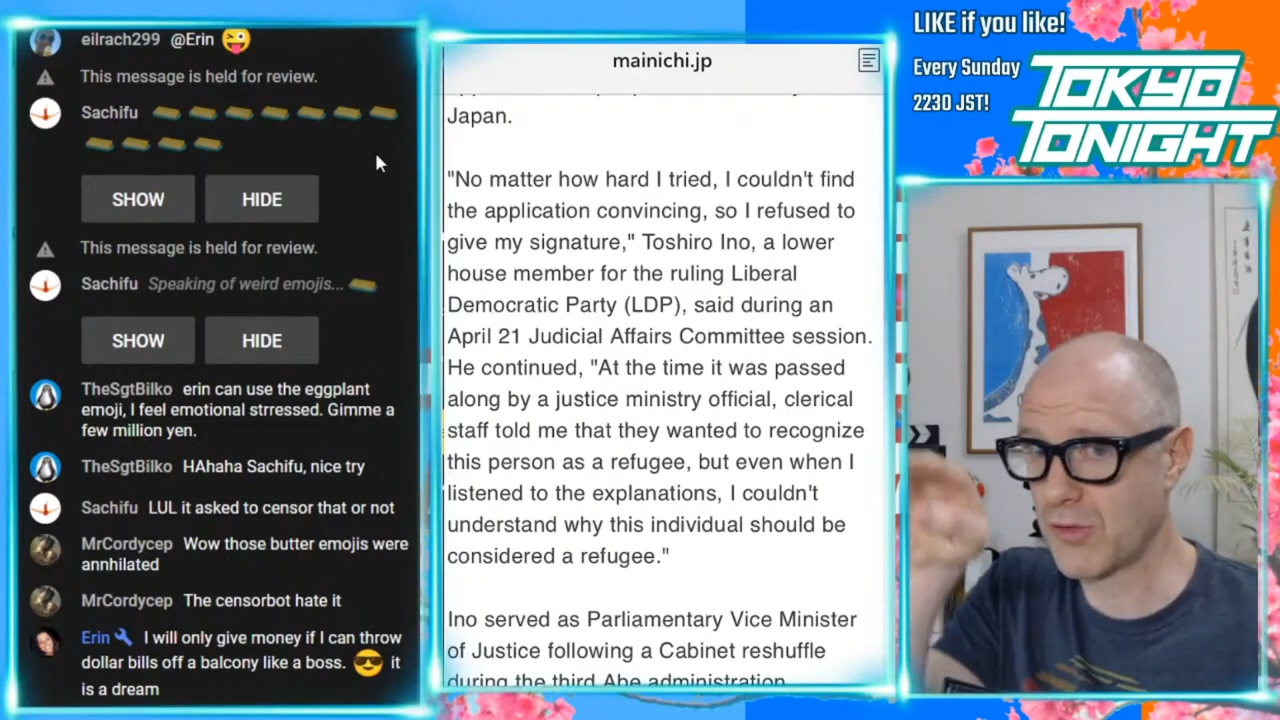 eilrach299 @Erin
This message is held for review.
Sachifu
SHOW HIDE
This message is held for review.
Sachifu Speaking of weird emojis...
SHOW HIDE
TheSgtBilko erin can use the eggplant
emoji, I feel emotional strressed. Gimme a
few million yen.
TheSgtBilko HAhaha Sachifu, nice try
Sachifu LUL it asked to censor that or not
MrCordycep Wow those butter emojis were
annhilated
MrCordycep The censorbot hate it
Erin I will only give money if I can throw
dollar bills off a balcony like a boss. it
is a dream
mainichi.jp
Japan.
"No matter how hard I tried, I couldn't find
the application convincing, so I refused to
give my signature," Toshiro Ino, a lower
house member for the ruling Liberal
Democratic Party (LDP), said during an
April 21 Judicial Affairs Committee session.
He continued, "At the time it was passed
along by a justice ministry official, clerical
staff told me that they wanted to recognize
this person as a refugee, but even when I
listened to the explanations, I couldn't
understand why this individual should be
considered a refugee."
Ino served as Parliamentary Vice Minister
of Justice following a Cabinet reshuffle
during the third Abe administration
LIKE if you like!
Every Sunday
2230 JST!
TOKYO
TONIGHT